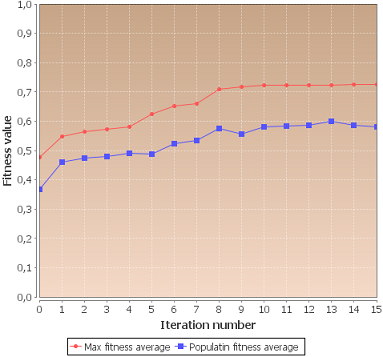 1,0
0,9
0,8
0,7
0,6
0,5
0,4
0,3
0,2
0,1
0,0
Fitness value
0 1 2 3 4 5 6 7 8 9 10 11 12 13 14 15
Iteration number
Max fitness average Populatin fitness average